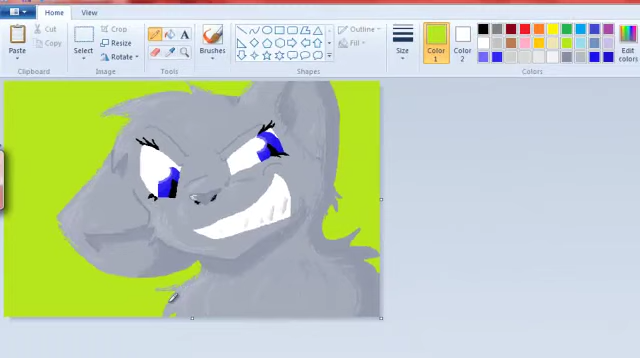 Home View
Paste
Cut
Copy
Clipboard
Select
Crop
Resize
Rotate
Image
Tools
Brushes
Shapes
Outline
Fill
Size
Color
1
Color
2
Colors
Edit
colors